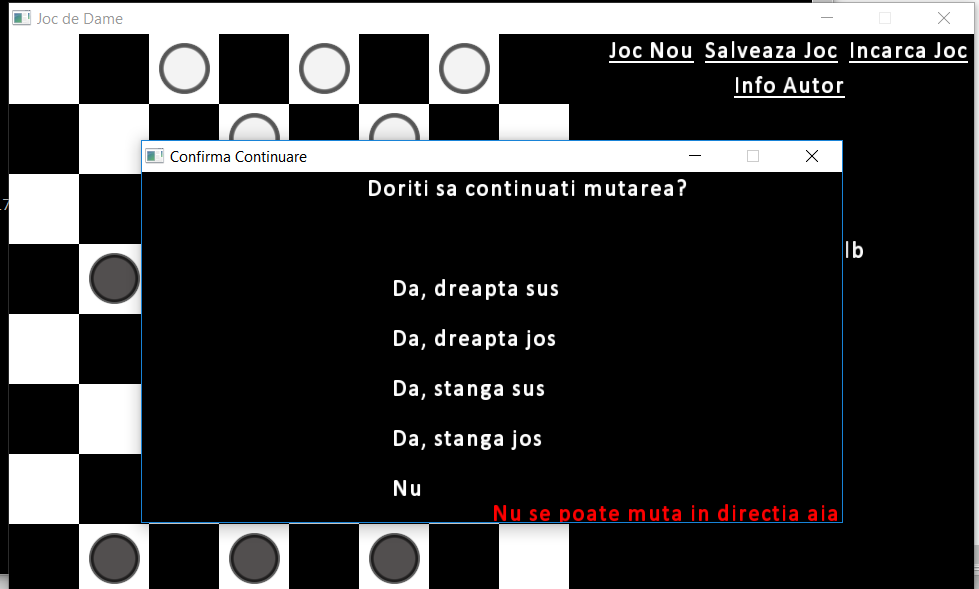 Joc de Dame
Joc Nou Salveaza Joc Incarca Joc
Info Autor
Confirma Continuare
Doriti sa continuati mutarea?
lb
Da, dreapta sus
Da, dreapta jos
Da, stanga sus
Da, stanga jos
Nu
Nu se poate muta in directia aia